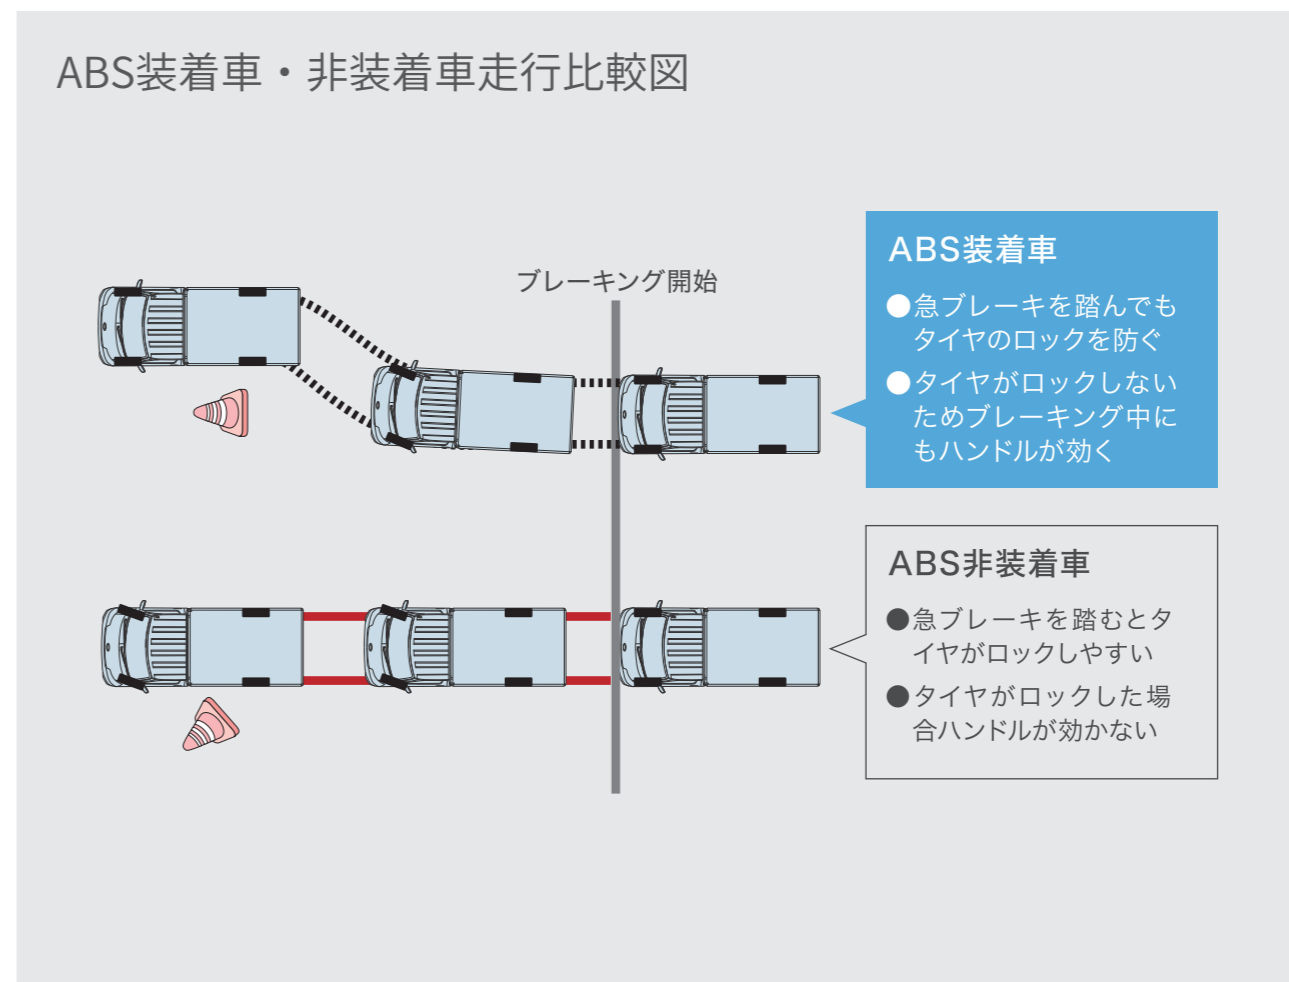 ABS装着車・非装着車走行比較図
ブレーキング開始
ABS装着車
●急ブレーキを踏んでも
タイヤのロックを防ぐ
●タイヤがロックしない
ためブレーキング中に
もハンドルが効く
ABS非装着車
●急ブレーキを踏むとタ
イヤがロックしやすい
●タイヤがロックした場
合ハンドルが効かない